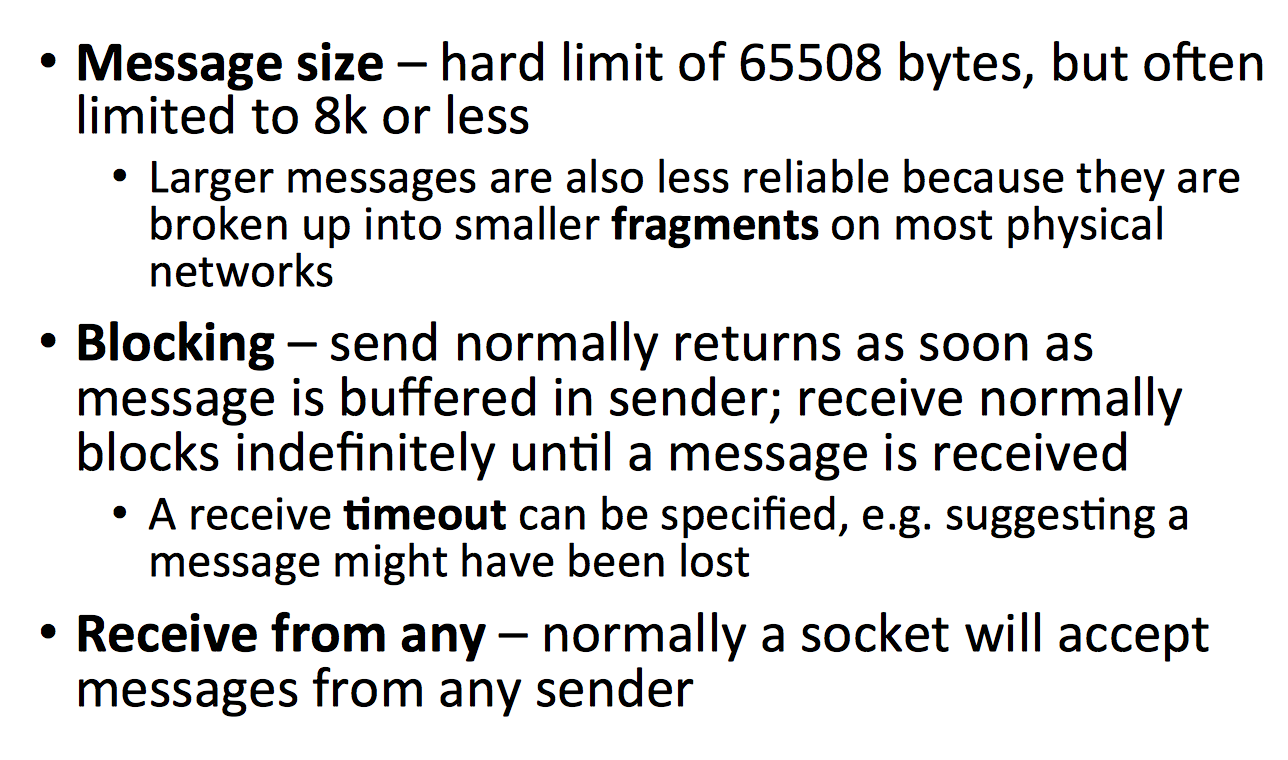 • Message size – hard limit of 65508 bytes, but often
limited to 8k or less
• Larger messages are also less reliable because they are
broken up into smaller fragments on most physical
networks
• Blocking – send normally returns as soon as
message is buffered in sender; receive normally
blocks indefinitely until a message is received
• A receive timeout can be specified, e.g. suggesting a
message might have been lost
• Receive from any – normally a socket will accept
messages from any sender